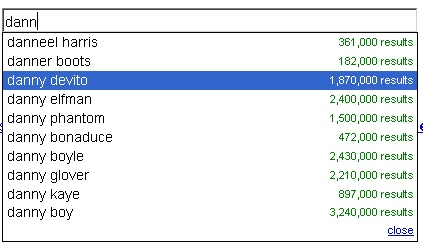 dann
danneel harris 361,000 results
danner boots 182,000 results
danny devito 1,870,000 results
danny elfman 2,400,000 results
danny phantom 1,500,000 results
danny bonaduce 472,000 results
danny boyle 2,430,000 results
danny glover 2,210,000 results
danny kaye 897,000 results
danny boy 3,240,000 results
close